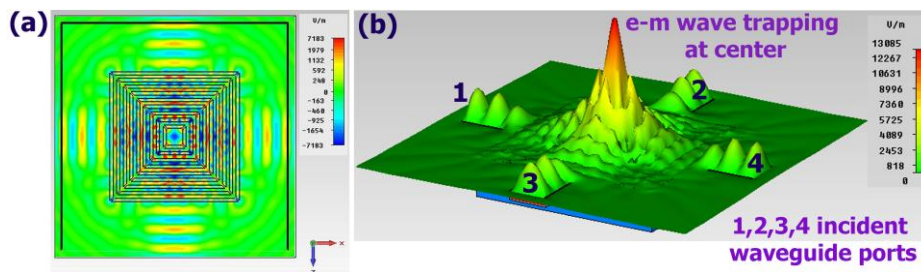 (a)
V/m
7183
1979
1132
592
248
0
-163
-460
-925
-1654
-7183
x
z
(b)
e-m wave trapping
at center
V/m
13085
12267
10631
8996
7360
5725
4089
2453
818
0
1
2
3
4
1,2,3,4 incident
waveguide ports